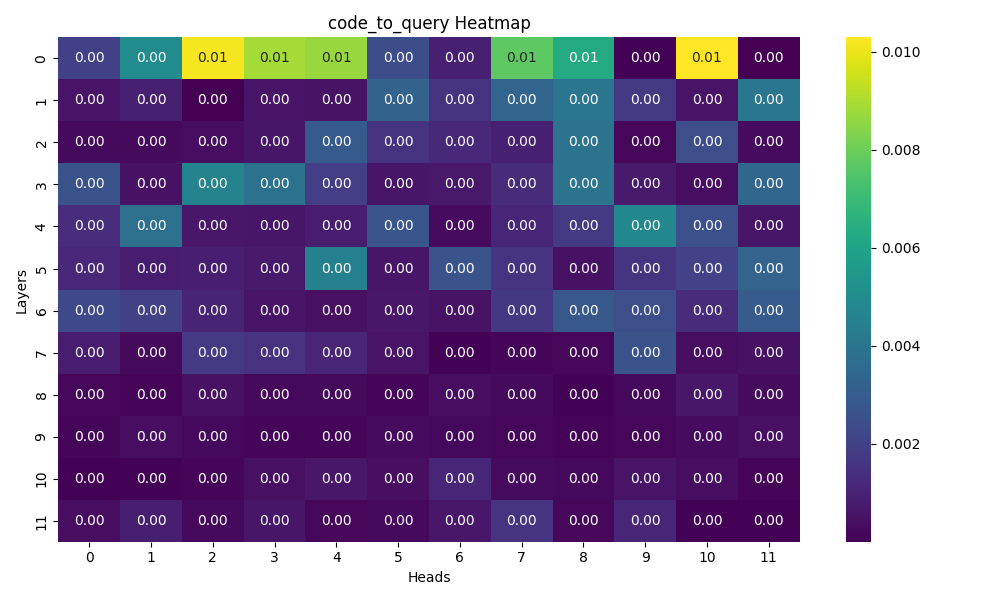 code_to_query Heatmap
0 0.00 0.00 0.01 0.01 0.01 0.00 0.00 0.01 0.01 0.00 0.01 0.00
1 0.00 0.00 0.00 0.00 0.00 0.00 0.00 0.00 0.00 0.00 0.00 0.00
2 0.00 0.00 0.00 0.00 0.00 0.00 0.00 0.00 0.00 0.00 0.00 0.00
3 0.00 0.00 0.00 0.00 0.00 0.00 0.00 0.00 0.00 0.00 0.00 0.00
4 0.00 0.00 0.00 0.00 0.00 0.00 0.00 0.00 0.00 0.00 0.00 0.00
5 0.00 0.00 0.00 0.00 0.00 0.00 0.00 0.00 0.00 0.00 0.00 0.00
6 0.00 0.00 0.00 0.00 0.00 0.00 0.00 0.00 0.00 0.00 0.00 0.00
7 0.00 0.00 0.00 0.00 0.00 0.00 0.00 0.00 0.00 0.00 0.00 0.00
8 0.00 0.00 0.00 0.00 0.00 0.00 0.00 0.00 0.00 0.00 0.00 0.00
9 0.00 0.00 0.00 0.00 0.00 0.00 0.00 0.00 0.00 0.00 0.00 0.00
10 0.00 0.00 0.00 0.00 0.00 0.00 0.00 0.00 0.00 0.00 0.00 0.00
11 0.00 0.00 0.00 0.00 0.00 0.00 0.00 0.00 0.00 0.00 0.00 0.00
0 1 2 3 4 5 6 7 8 9 10 11
Heads
Layers
0.010
0.008
0.006
0.004
0.002